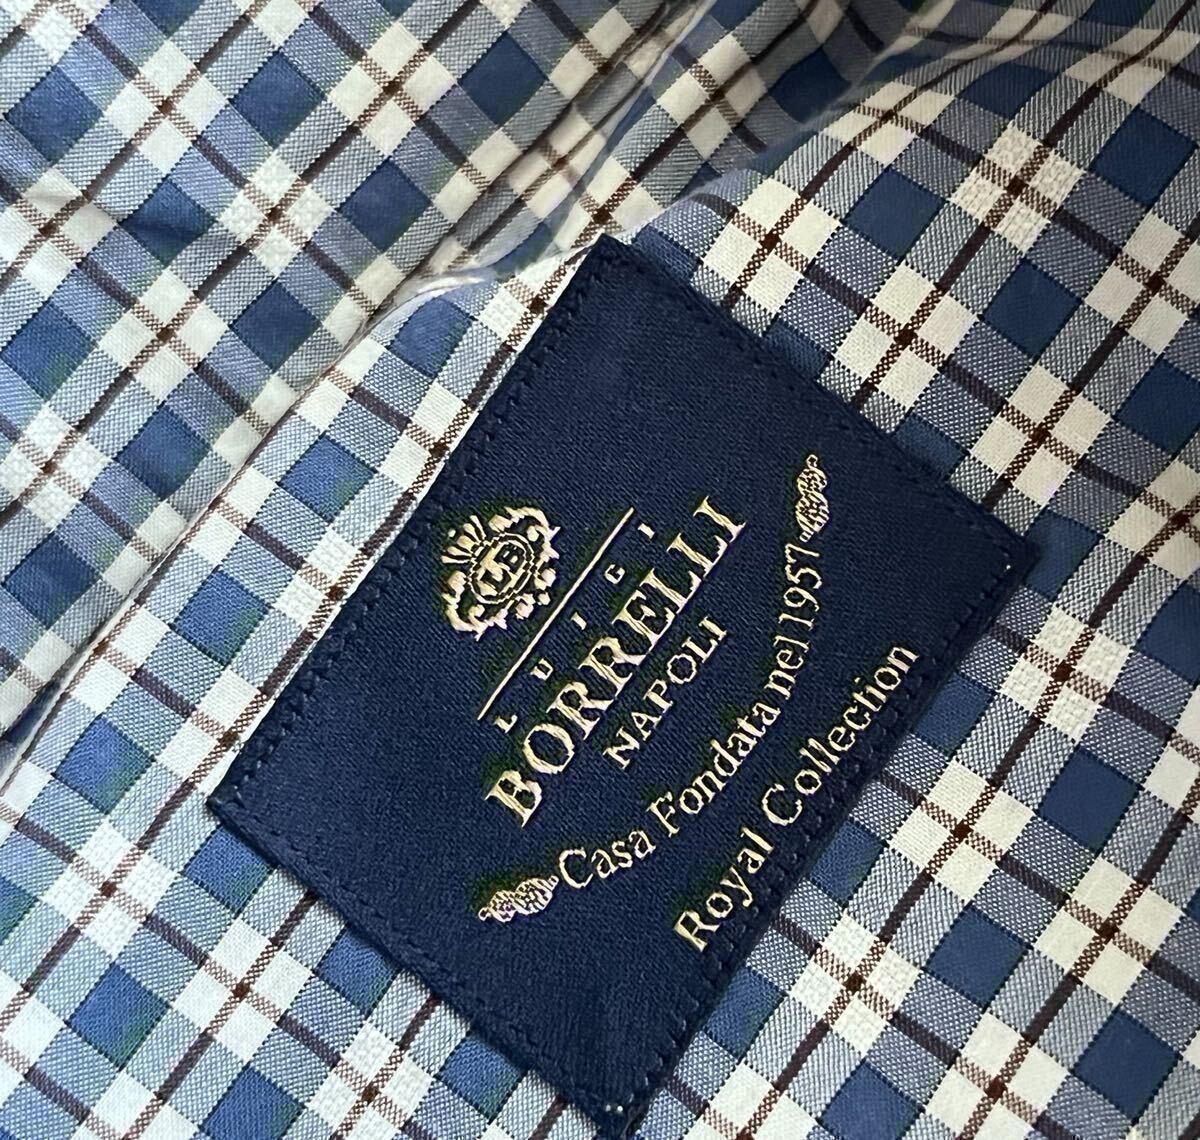 LB
LUIGI
BORRELLI
NAPOLI
Casa Fondata nel 1957
Royal Collection